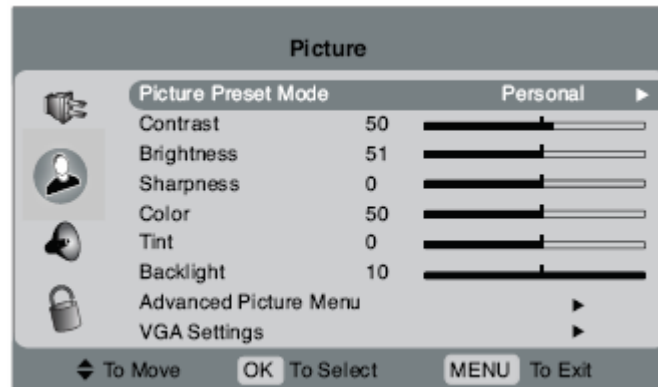 Picture
Picture Preset Mode Personal
Contrast 50
Brightness 51
Sharpness 0
Color 50
Tint 0
Backlight 10
Advanced Picture Menu
VGA Settings
To Move OK To Select MENU To Exit